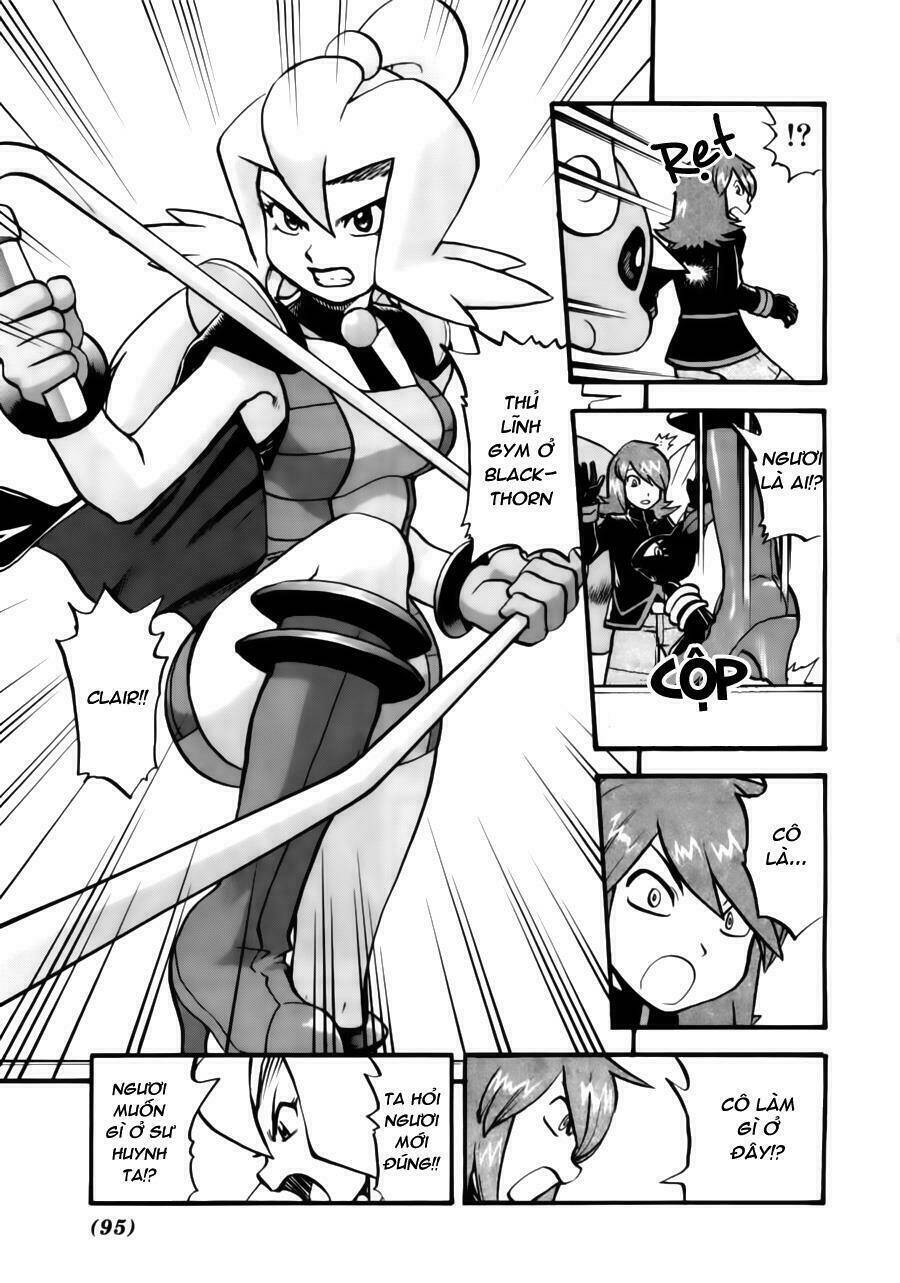 !?
RẸT
NGƯƠI
LÀ AI!?
CỘP
CÔ
LÀ...
THỦ
LĨNH
GYM Ở
BLACK-
THORN
CLAIR!!
CÔ LÀM
GÌ Ở
ĐÂY!?
TA HỎI
NGƯƠI
MỚI
ĐÚNG!!
NGƯƠI
MUỐN
GÌ Ở SƯ
HUYNH
TA!?
(95)